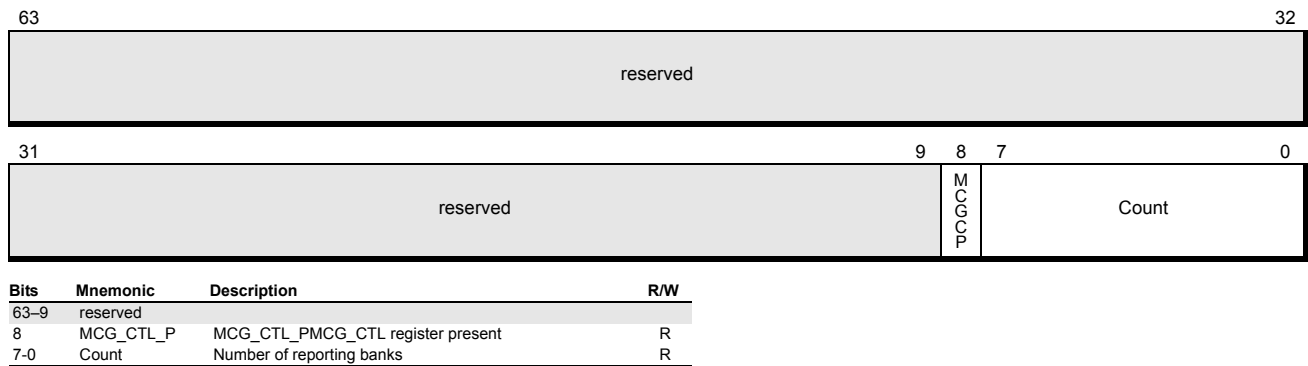 63 32
reserved
31 9 8 7 0
reserved MCGCP Count
Bits Mnemonic Description R/W
63–9 reserved
8 MCG_CTL_P MCG_CTL_PMCG_CTL register present R
7-0 Count Number of reporting banks R